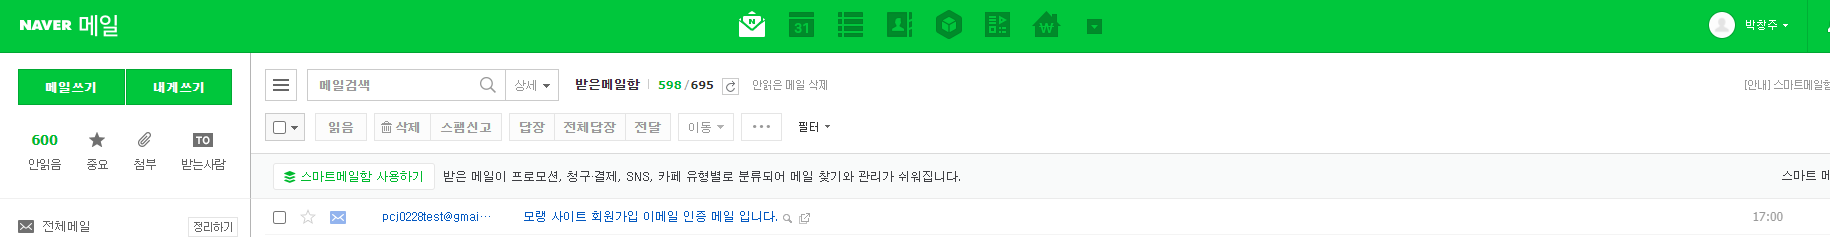 NAVER 메일
31
W
박창주
메일쓰기 내게쓰기
600
안읽음 중요 첨부 TO 받는사람
전체메일 정리하기
메일검색 상세 받은메일함 598/695 안읽은 메일 삭제
[안내] 스마트메일함
읽음 삭제 스팸신고 답장 전체답장 전달 이동 ••• 필터
스마트메일함 사용하기 받은 메일이 프로모션, 청구·결제, SNS, 카페 유형별로 분류되어 메일 찾기와 관리가 쉬워집니다. 스마트 메
pcj0228test@gmai··· 모랭 사이트 회원가입 이메일 인증 메일 입니다. 17:00